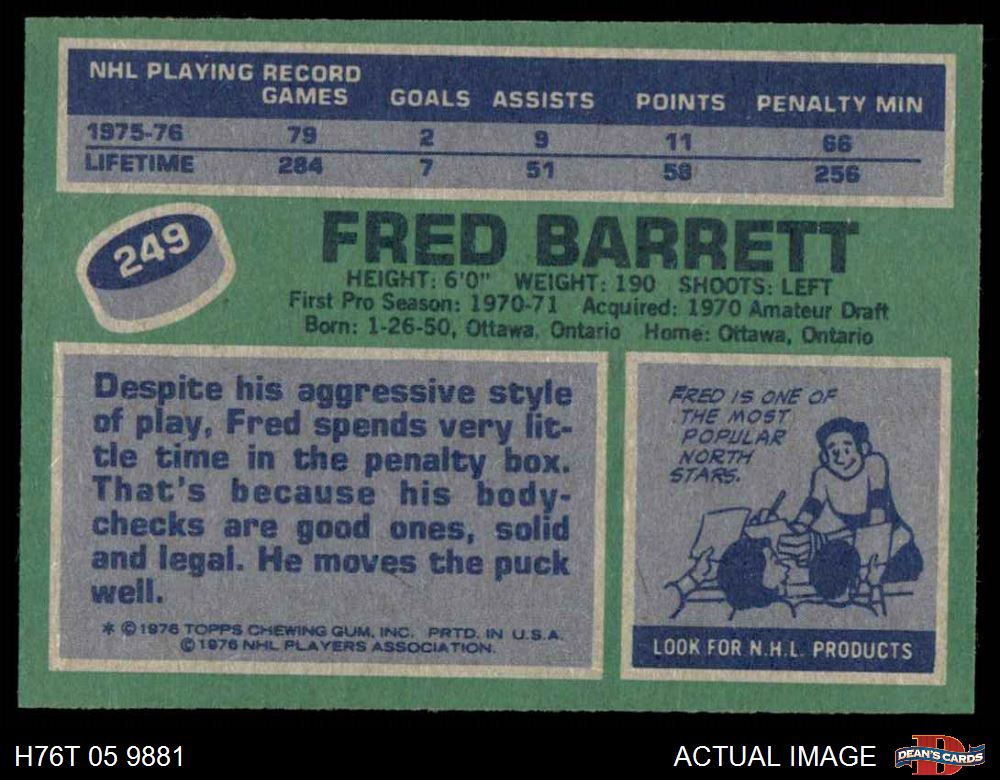 NHL PLAYING RECORD
GAMES GOALS ASSISTS POINTS PENALTY MIN
1975-76 79 2 9 11 66
LIFETIME 284 7 51 58 256
249
FRED BARRETT
HEIGHT: 6'0" WEIGHT: 190 SHOOTS: LEFT
First Pro Season: 1970-71 Acquired: 1970 Amateur Draft
Born: 1-26-50, Ottawa, Ontario Home: Ottawa, Ontario
Despite his aggressive style
of play, Fred spends very lit-
tle time in the penalty box.
That's because his body-
checks are good ones, solid
and legal. He moves the puck
well.
* © 1976 TOPPS CHEWING GUM, INC. PRTD. IN U.S.A.
© 1976 NHL PLAYERS ASSOCIATION.
FRED IS ONE OF
THE MOST
POPULAR
NORTH
STARS.
LOOK FOR N.H.L. PRODUCTS
H76T 05 9881 ACTUAL IMAGE
DEAN'S CARDS